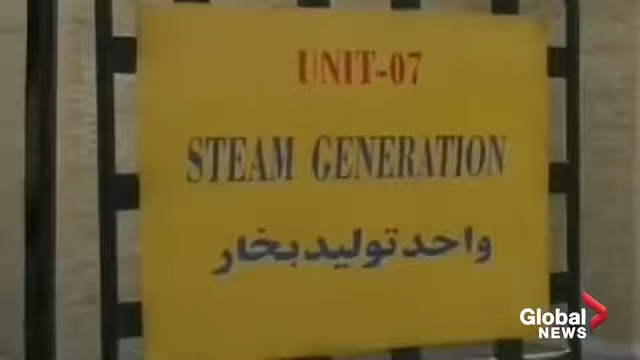 UNIT-07
STEAM GENERATION
واحد تولید بخار
Global
NEWS